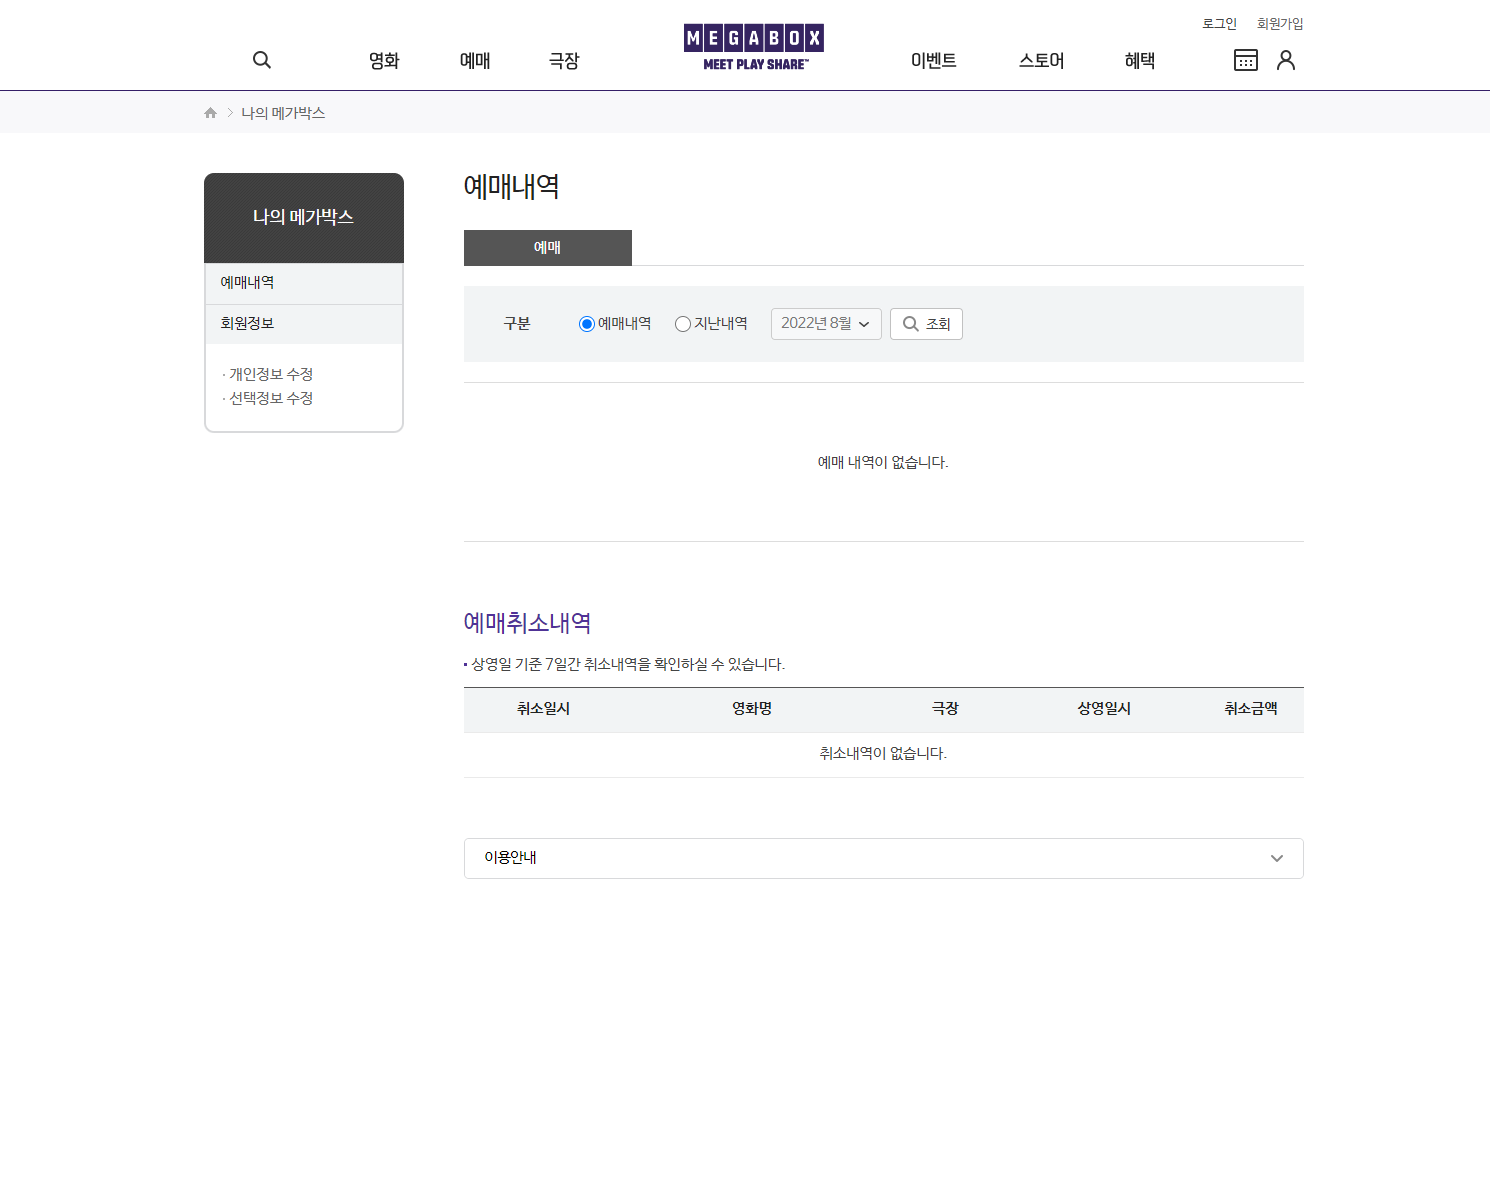 로그인 회원가입
영화 예매 극장 MEGABOX 이벤트 스토어 혜택
MEET PLAY SHARE™
나의 메가박스
나의 메가박스
예매내역
회원정보
· 개인정보 수정
· 선택정보 수정
예매내역
예매
구분 예매내역 지난내역 2022년 8월 조회
예매 내역이 없습니다.
예매취소내역
상영일 기준 7일간 취소내역을 확인하실 수 있습니다.
취소일시 영화명 극장 상영일시 취소금액
취소내역이 없습니다.
이용안내